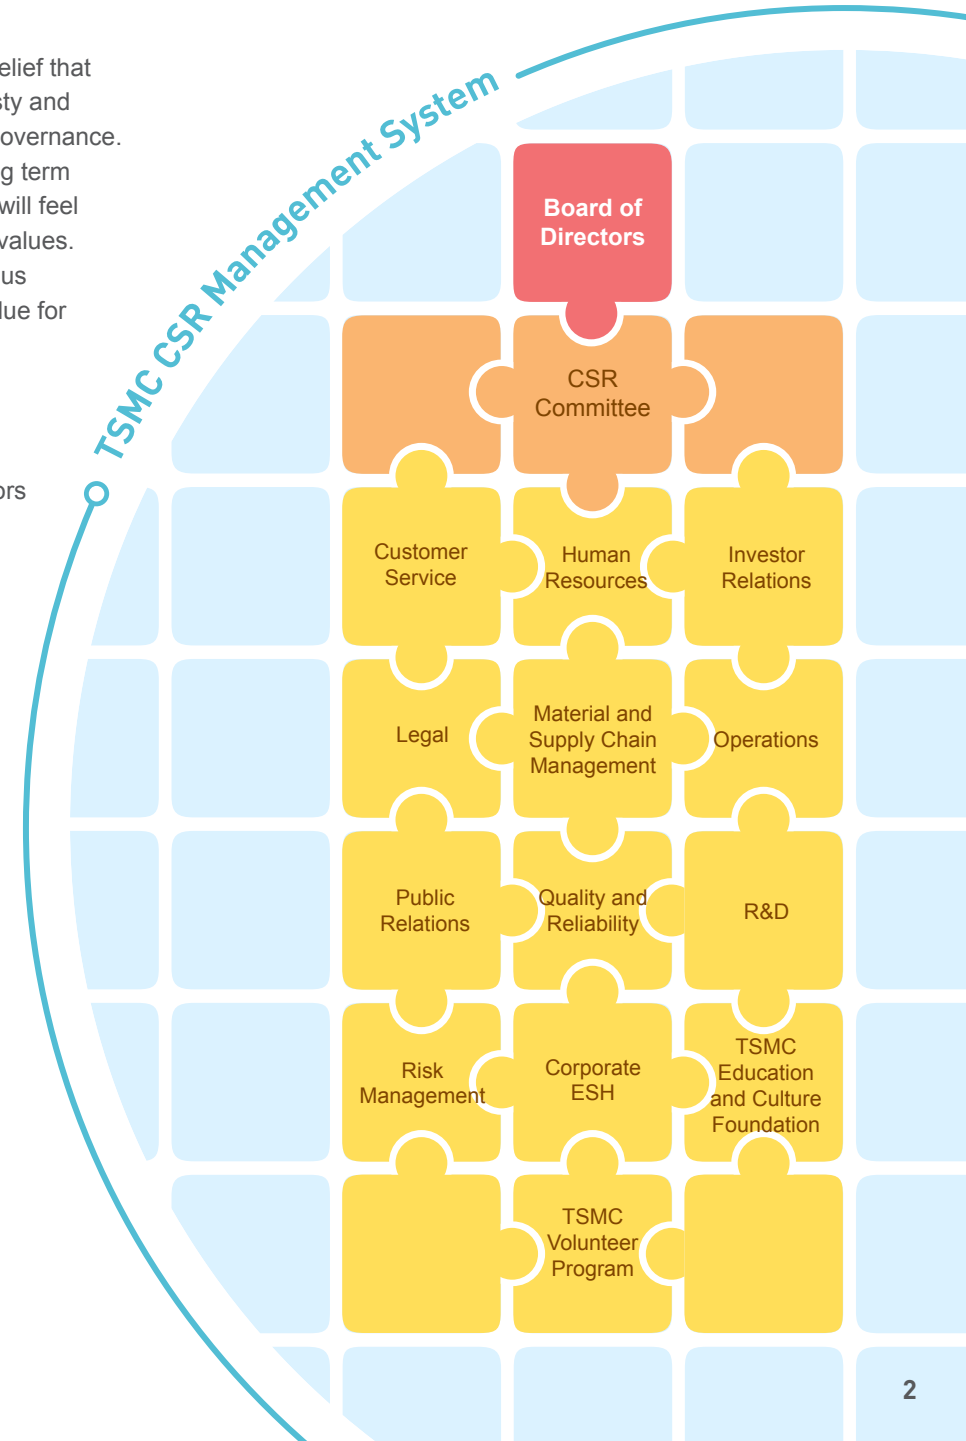 elief that
sty and
overnance.
g term
will feel
values.
us
lue for
ors
TSMC CSR Management System
Board of
Directors
CSR
Committee
Customer
Service
Human
Resources
Investor
Relations
Legal
Material and
Supply Chain
Management
Operations
Public
Relations
Quality and
Reliability
R&D
Risk
Management
Corporate
ESH
TSMC
Education
and Culture
Foundation
TSMC
Volunteer
Program
2